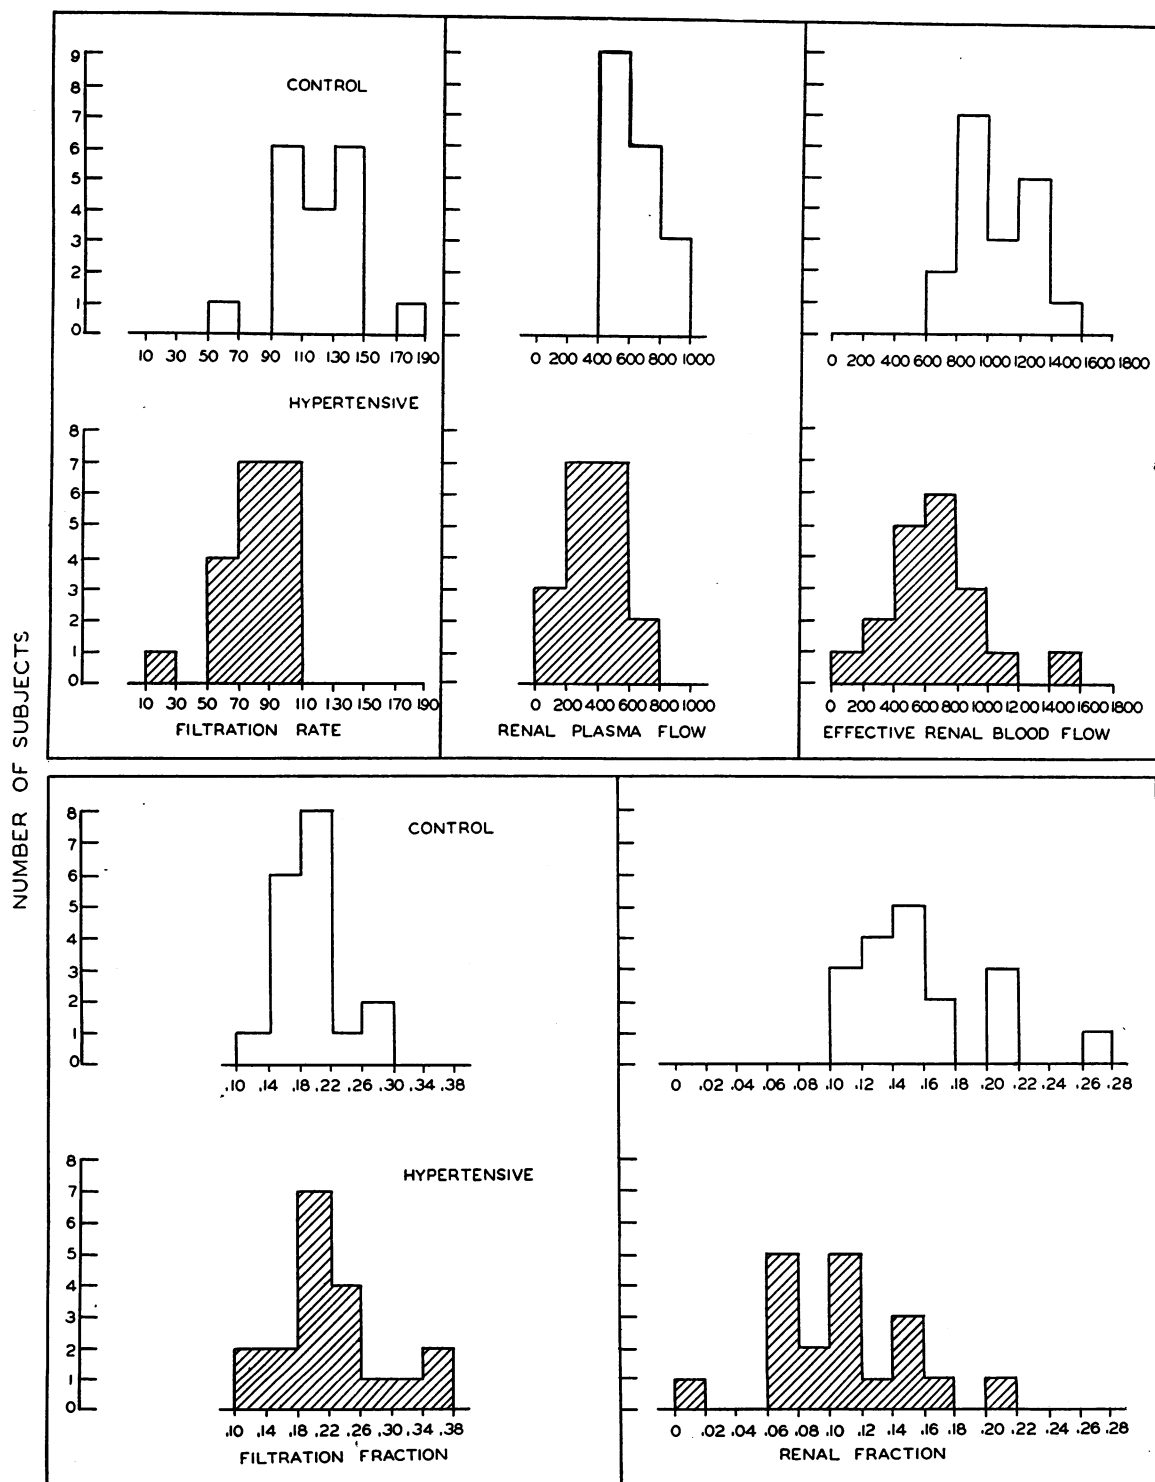 NUMBER OF SUBJECTS
CONTROL
9
8
7
6
5
4
3
2
1
0
10 30 50 70 90 110 130 150 170 190
0 200 400 600 800 1000
0 200 400 600 800 1000 1200 1400 1600 1800
HYPERTENSIVE
8
7
6
5
4
3
2
1
0
10 30 50 70 90 110 130 150 170 190
0 200 400 600 800 1000
0 200 400 600 800 1000 1200 1400 1600 1800
FILTRATION RATE
RENAL PLASMA FLOW
EFFECTIVE RENAL BLOOD FLOW
CONTROL
8
7
6
5
4
3
2
1
0
.10 .14 .18 .22 .26 .30 .34 .38
0 .02 .04 .06 .08 .10 .12 .14 .16 .18 .20 .22 .24 .26 .28
HYPERTENSIVE
8
7
6
5
4
3
2
1
0
.10 .14 .18 .22 .26 .30 .34 .38
0 .02 .04 .06 .08 .10 .12 .14 .16 .18 .20 .22 .24 .26 .28
FILTRATION FRACTION
RENAL FRACTION